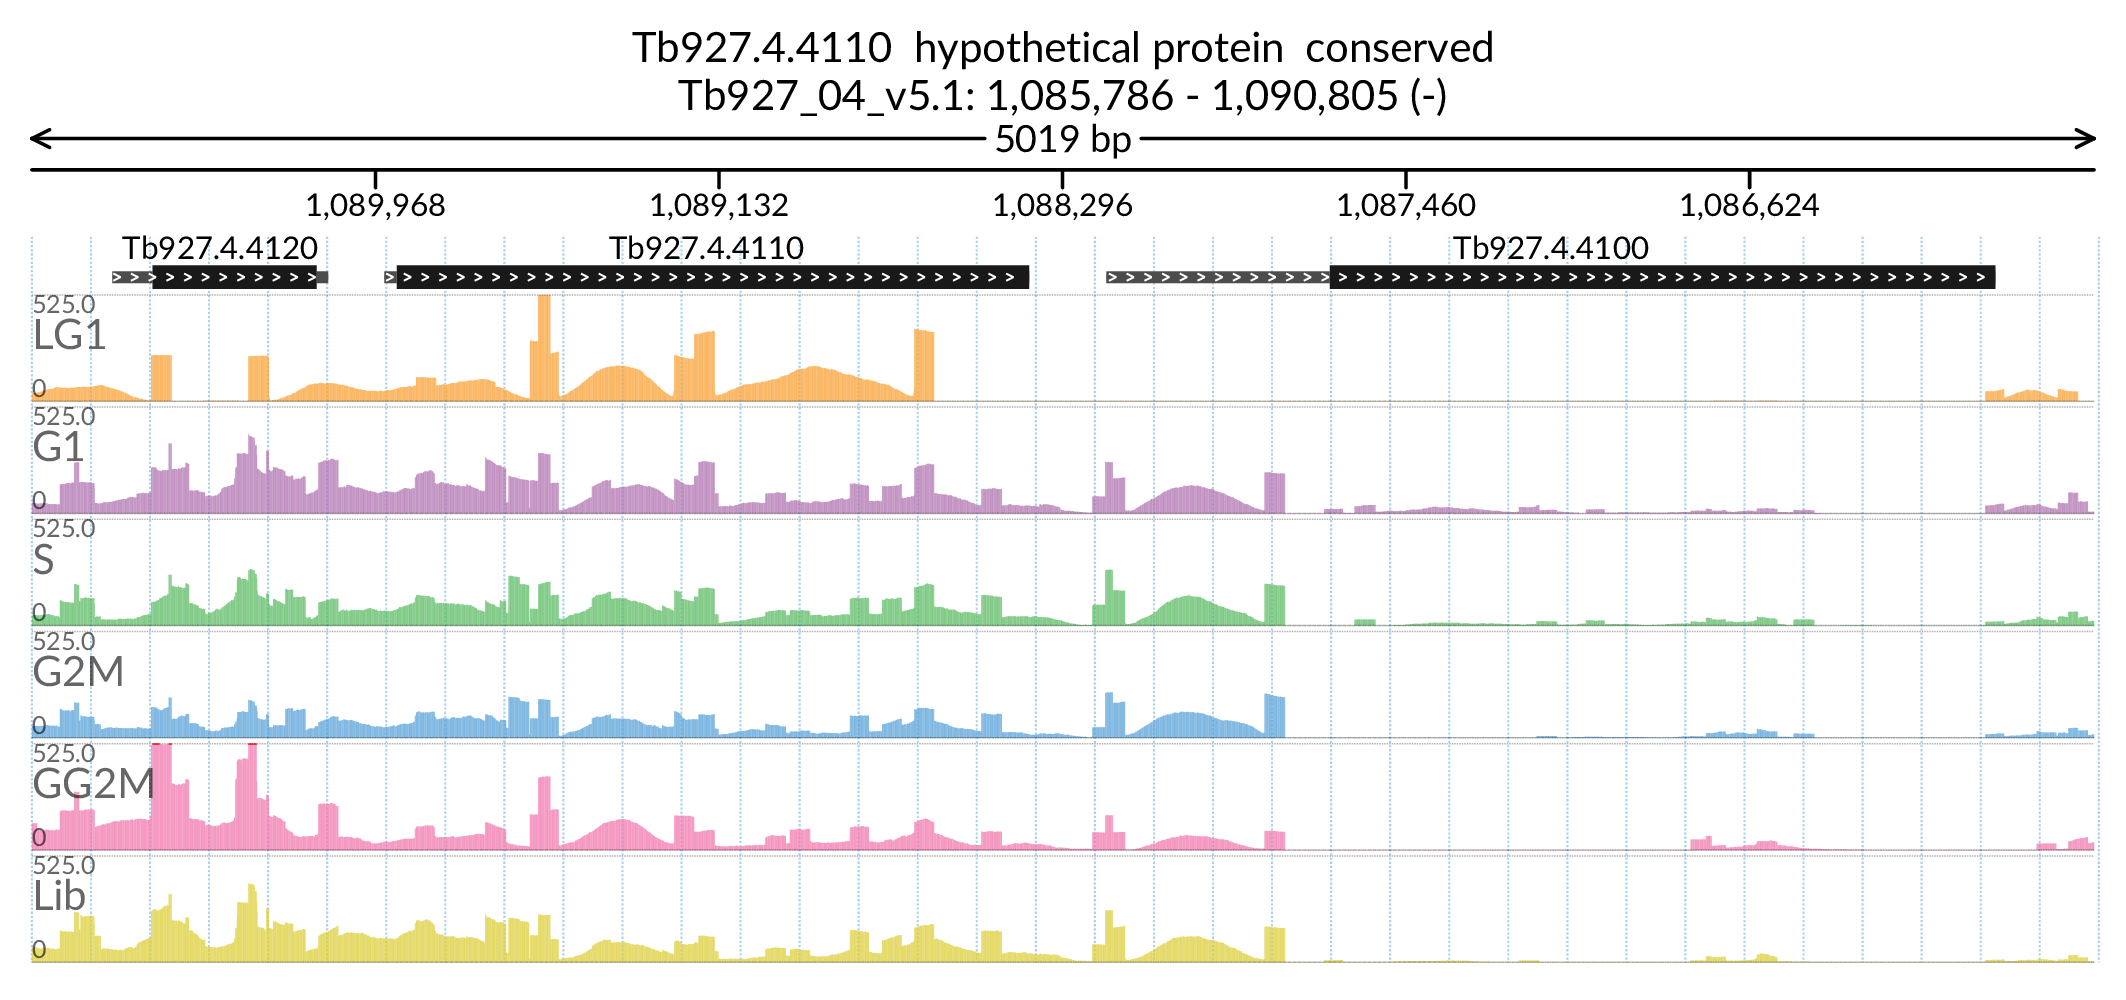 Tb927.4.4110 hypothetical protein conserved
Tb927_04_v5.1: 1,085,786 - 1,090,805 (-)
5019 bp
1,089,968 1,089,132 1,088,296 1,087,460 1,086,624
Tb927.4.4120 Tb927.4.4110 Tb927.4.4100
525.0
LG1
0
525.0
G1
0
525.0
S
0
525.0
G2M
0
525.0
GG2M
0
525.0
Lib
0